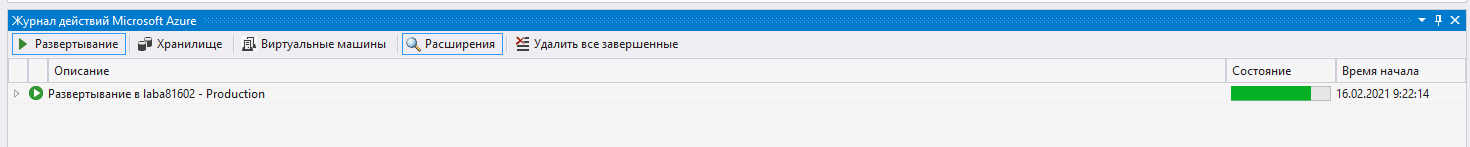 Журнал действий Microsoft Azure
Развертывание Хранилище Виртуальные машины Расширения Удалить все завершенные
Описание Состояние Время начала
Развертывание в laba81602 - Production 16.02.2021 9:22:14